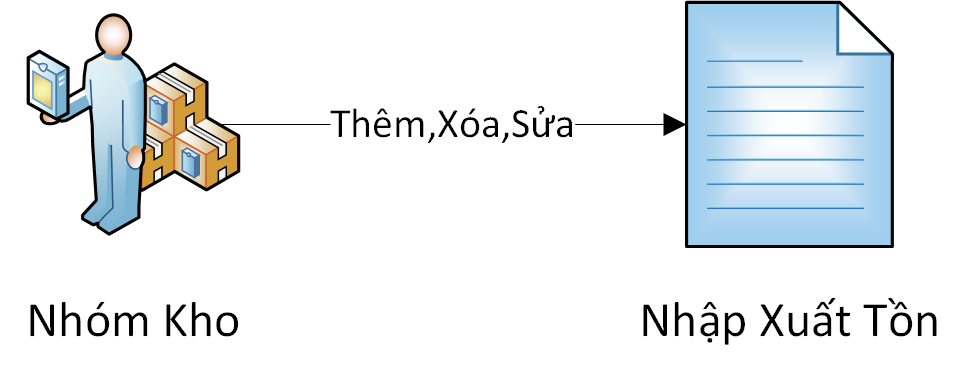 Thêm,Xóa,Sửa
Nhóm Kho
Nhập Xuất Tồn